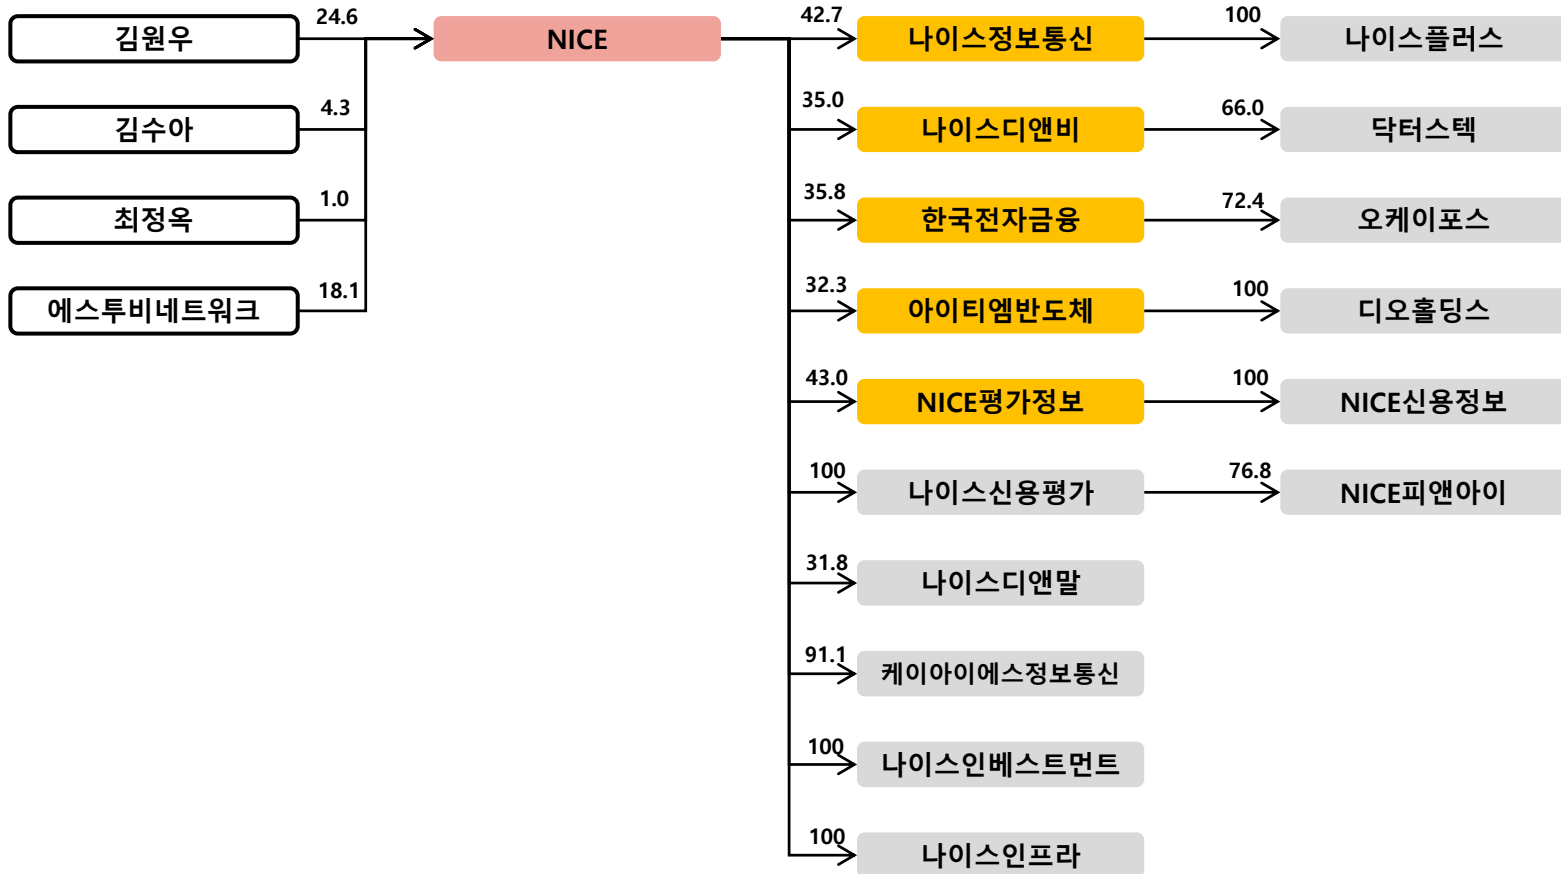 김원우
24.6
NICE
42.7
나이스정보통신
100
나이스플러스
김수아
4.3
35.0
나이스디앤비
66.0
닥터스텍
최정옥
1.0
35.8
한국전자금융
72.4
오케이포스
에스투비네트워크
18.1
32.3
아이티엠반도체
100
디오홀딩스
43.0
NICE평가정보
100
NICE신용정보
100
나이스신용평가
76.8
NICE피앤아이
31.8
나이스디앤말
91.1
케이아이에스정보통신
100
나이스인베스트먼트
100
나이스인프라